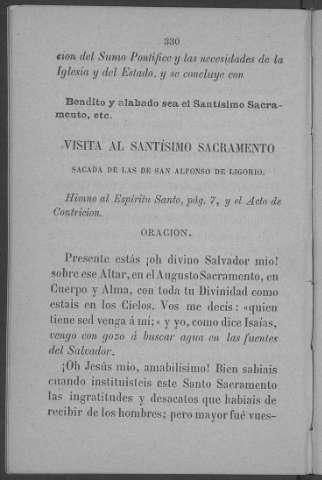 330
cion del Sumo Pontífice y las necesidades de la
Iglesia y del Estado, y se concluye con
Bendito y alabado sea el Santísimo Sacra-
mento, etc.
VISITA AL SANTÍSIMO SACRAMENTO
SACADA DE LAS DE SAN ALFONSO DE LIGORIO.
Himno al Espíritu Santo, pág. 7, y el Acto de
Contricion.
ORACION.
Presente estás ¡oh divino Salvador mio!
sobre ese Altar, en el Augusto Sacramento, en
Cuerpo y Alma, con toda tu Divinidad como
estais en los Cielos. Vos me decis: «quien
tiene sed venga á mí;» y yo, como dice Isaías,
vengo con gozo á buscar agua en las fuentes
del Salvador.
¡Oh Jesús mio, amabilísimo! Bien sabiais
cuando instituisteis este Santo Sacramento
las ingratitudes y desacatos que habiais de
recibir de los hombres; pero mayor fué vues-